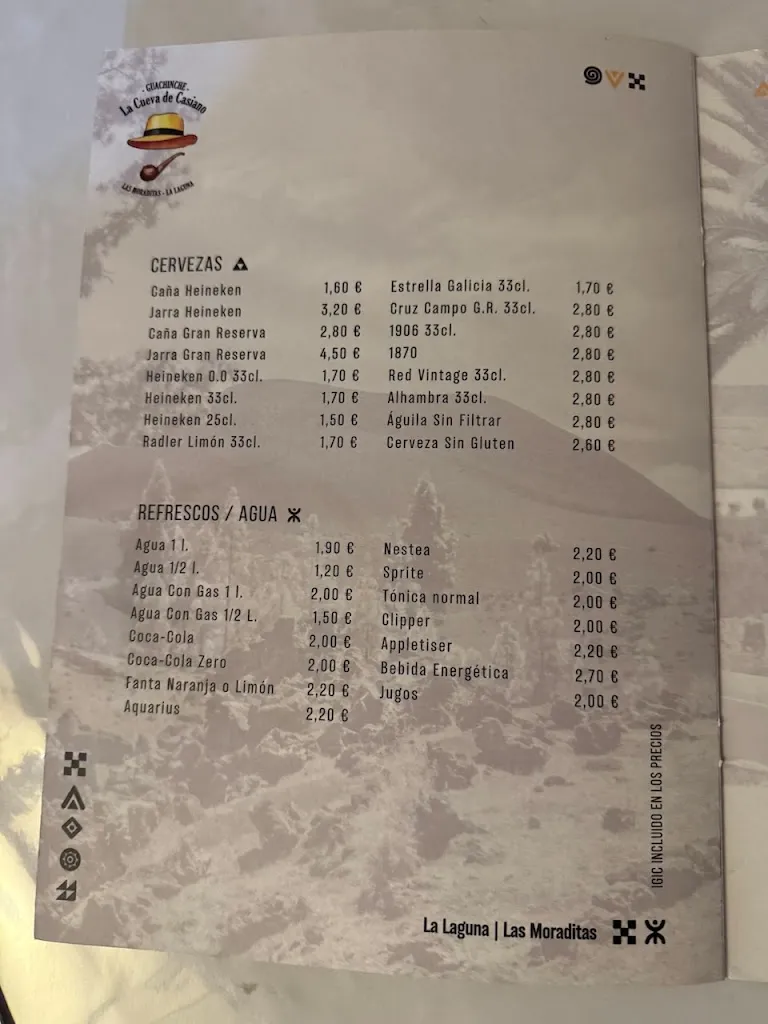 · GUACHINCHE ·
La Cueva de Casiano
LAS MORADITAS - LA LAGUNA
CERVEZAS
Caña Heineken 1,60 €
Jarra Heineken 3,20 €
Caña Gran Reserva 2,80 €
Jarra Gran Reserva 4,50 €
Heineken 0.0 33cl. 1,70 €
Heineken 33cl. 1,70 €
Heineken 25cl. 1,50 €
Radler Limón 33cl. 1,70 €
Estrella Galicia 33cl. 1,70 €
Cruz Campo G.R. 33cl. 2,80 €
1906 33cl. 2,80 €
1870 2,80 €
Red Vintage 33cl. 2,80 €
Alhambra 33cl. 2,80 €
Águila Sin Filtrar 2,80 €
Cerveza Sin Gluten 2,60 €
REFRESCOS / AGUA
Agua 1 l. 1,90 €
Agua 1/2 l. 1,20 €
Agua Con Gas 1 l. 2,00 €
Agua Con Gas 1/2 L. 1,50 €
Coca-Cola 2,00 €
Coca-Cola Zero 2,00 €
Fanta Naranja o Limón 2,20 €
Aquarius 2,20 €
Nestea 2,20 €
Sprite 2,00 €
Tónica normal 2,00 €
Clipper 2,00 €
Appletiser 2,20 €
Bebida Energética 2,70 €
Jugos 2,00 €
IGIC INCLUIDO EN LOS PRECIOS
La Laguna | Las Moraditas